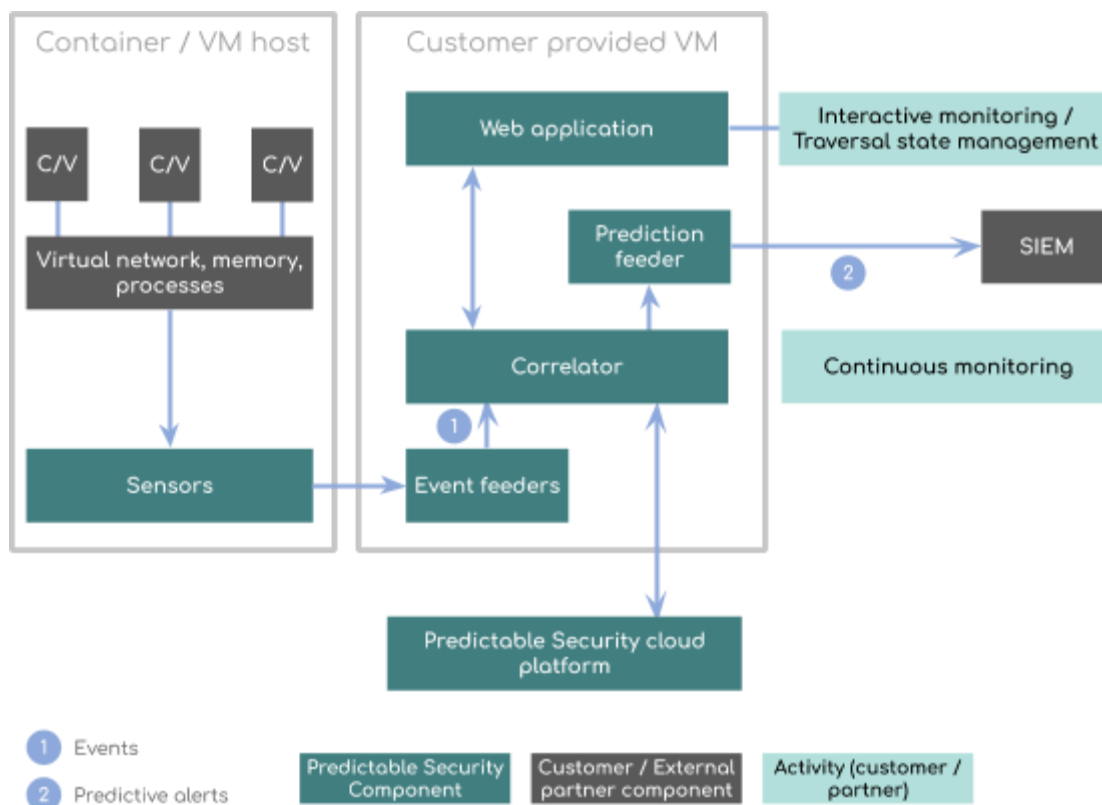 Container / VM host
Customer provided VM
Web application
Interactive monitoring /
Traversal state management
C/V
C/V
C/V
Prediction
feeder
SIEM
2
Virtual network, memory,
processes
Correlator
Continuous monitoring
1
Sensors
Event feeders
Predictable Security cloud
platform
1 Events
2 Predictive alerts
Predictable Security
Component
Customer / External
partner component
Activity (customer /
partner)